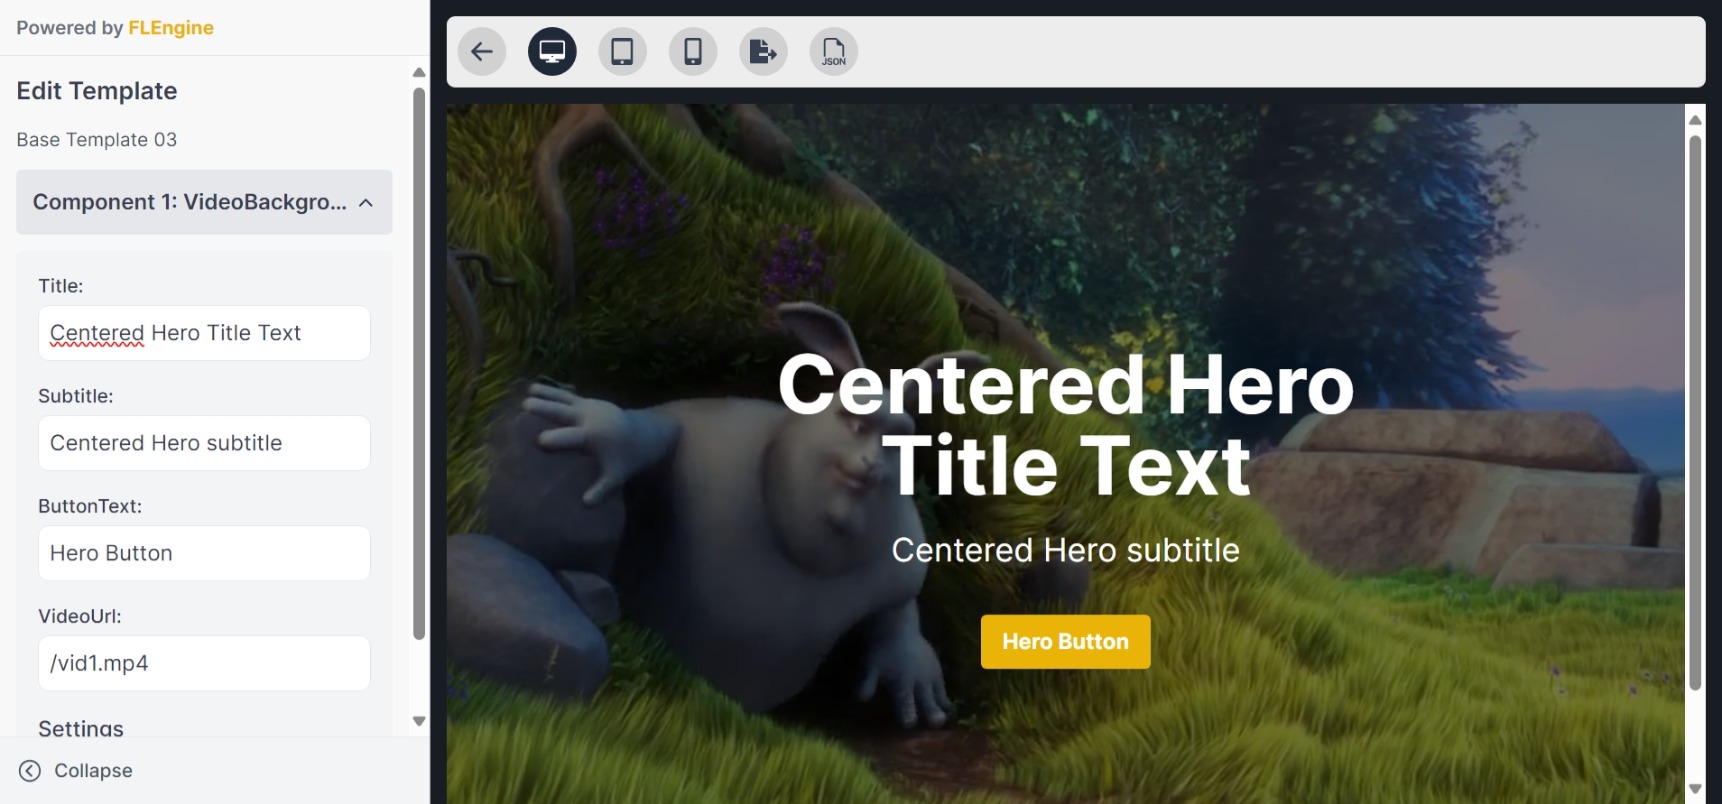 Powered by FLEngine
Edit Template
Base Template 03
Component 1: VideoBackgro...
Title:
Centered Hero Title Text
Subtitle:
Centered Hero subtitle
ButtonText:
Hero Button
VideoUrl:
/vid1.mp4
Settings
Collapse
JSON
Centered Hero
Title Text
Centered Hero subtitle
Hero Button